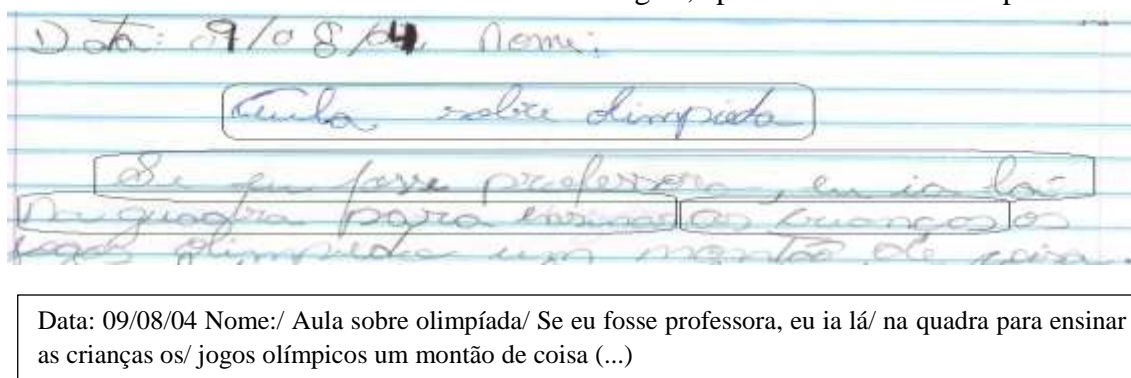 Data: 09/08/04 Nome:
Aula sobre olimpiada
Se eu fosse professora, eu ia lá
na quadra para ensinar as crianças os
jogos olimpiada um montão de coisa
Data: 09/08/04 Nome:/ Aula sobre olimpíada/ Se eu fosse professora, eu ia lá/ na quadra para ensinar
as crianças os/ jogos olímpicos um montão de coisa (...)